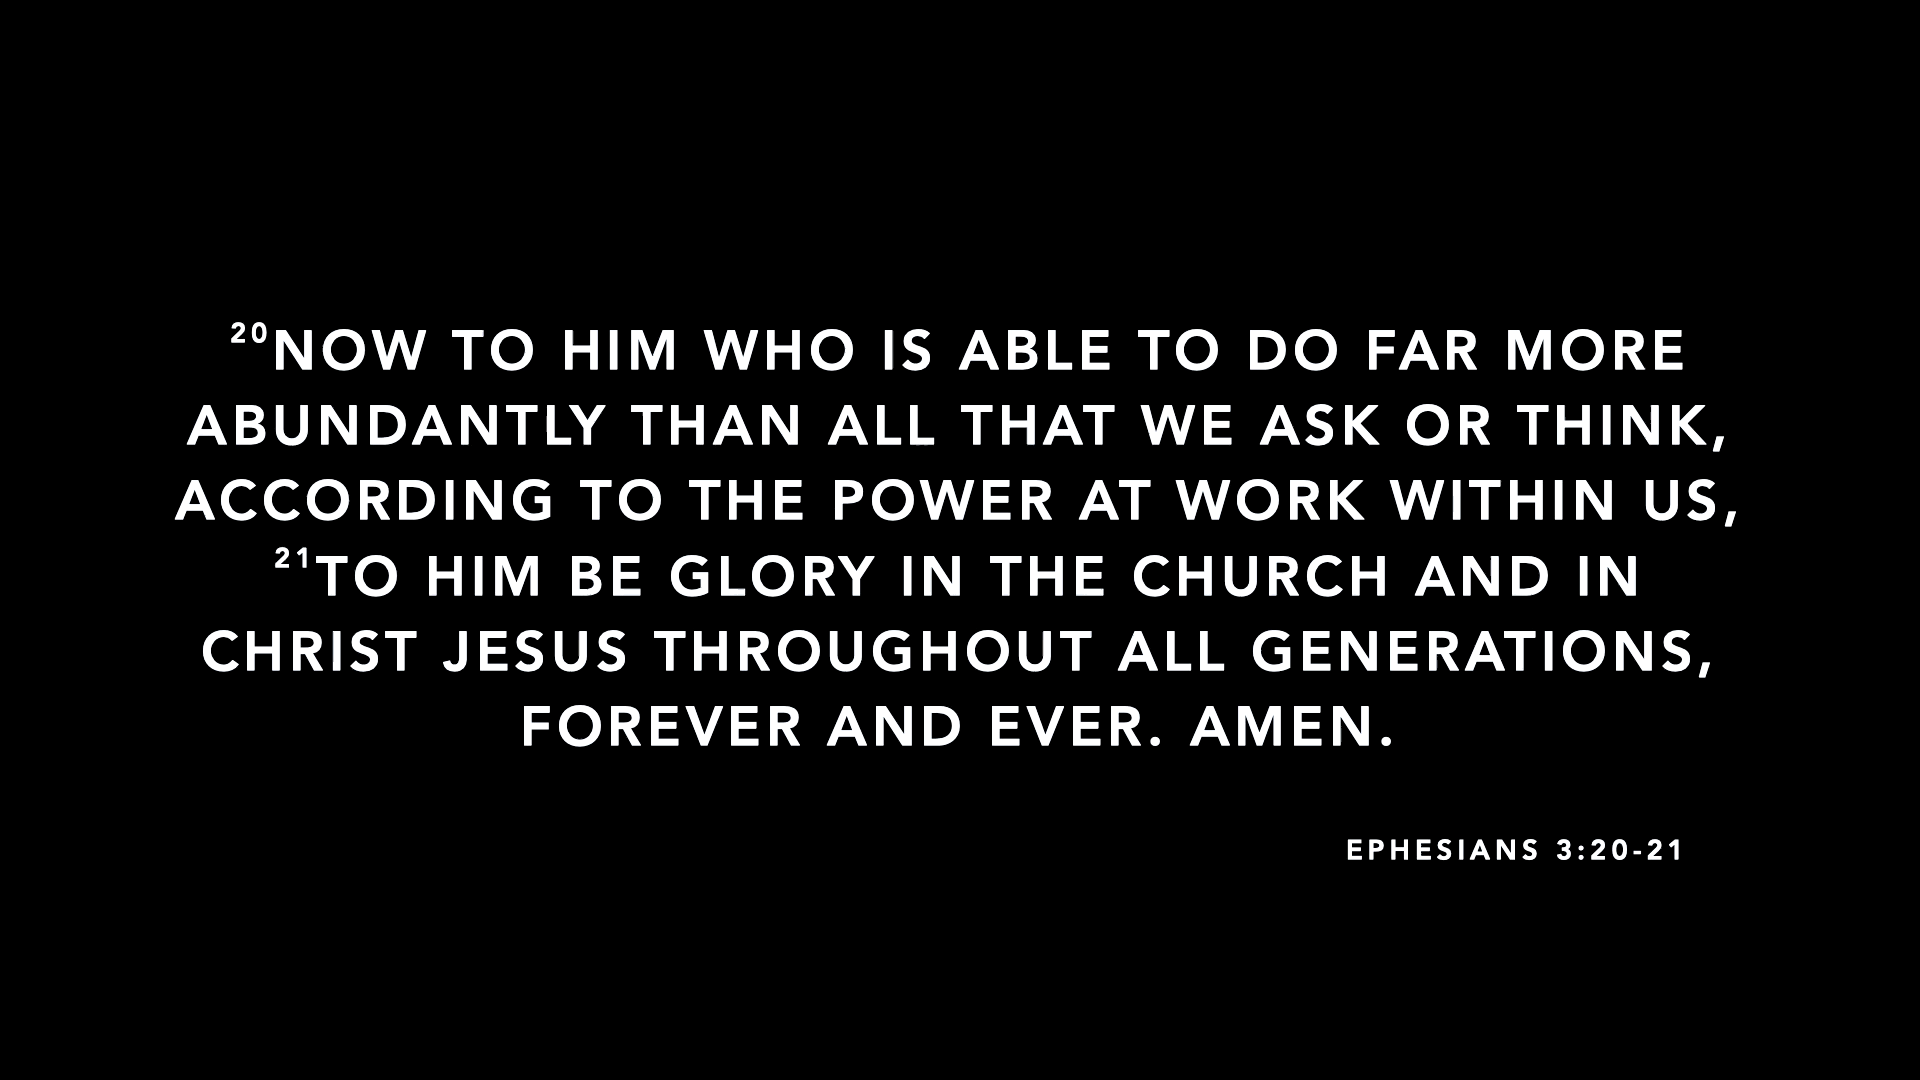 ²⁰NOW TO HIM WHO IS ABLE TO DO FAR MORE
ABUNDANTLY THAN ALL THAT WE ASK OR THINK,
ACCORDING TO THE POWER AT WORK WITHIN US,
²¹TO HIM BE GLORY IN THE CHURCH AND IN
CHRIST JESUS THROUGHOUT ALL GENERATIONS,
FOREVER AND EVER. AMEN.
EPHESIANS 3:20-21